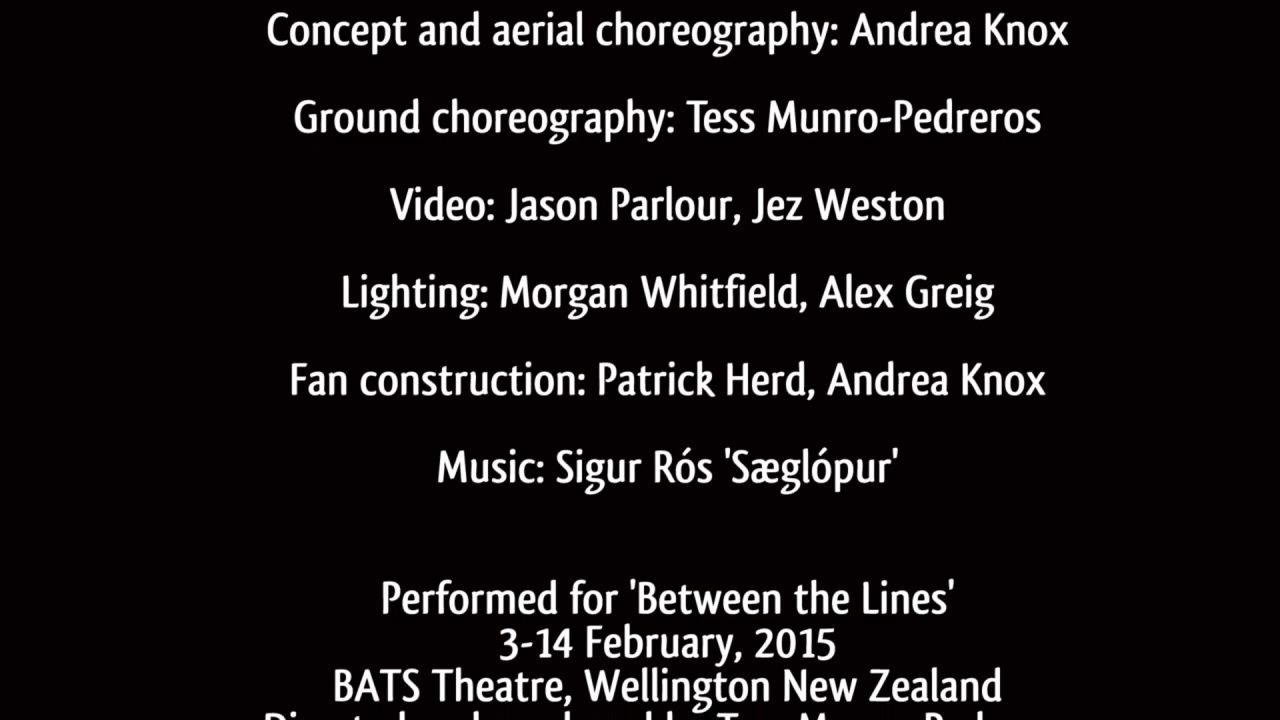 Concept and aerial choreography: Andrea Knox
Ground choreography: Tess Munro-Pedreros
Video: Jason Parlour, Jez Weston
Lighting: Morgan Whitfield, Alex Greig
Fan construction: Patrick Herd, Andrea Knox
Music: Sigur Rós 'Sæglópur'
Performed for 'Between the Lines'
3-14 February, 2015
BATS Theatre, Wellington New Zealand